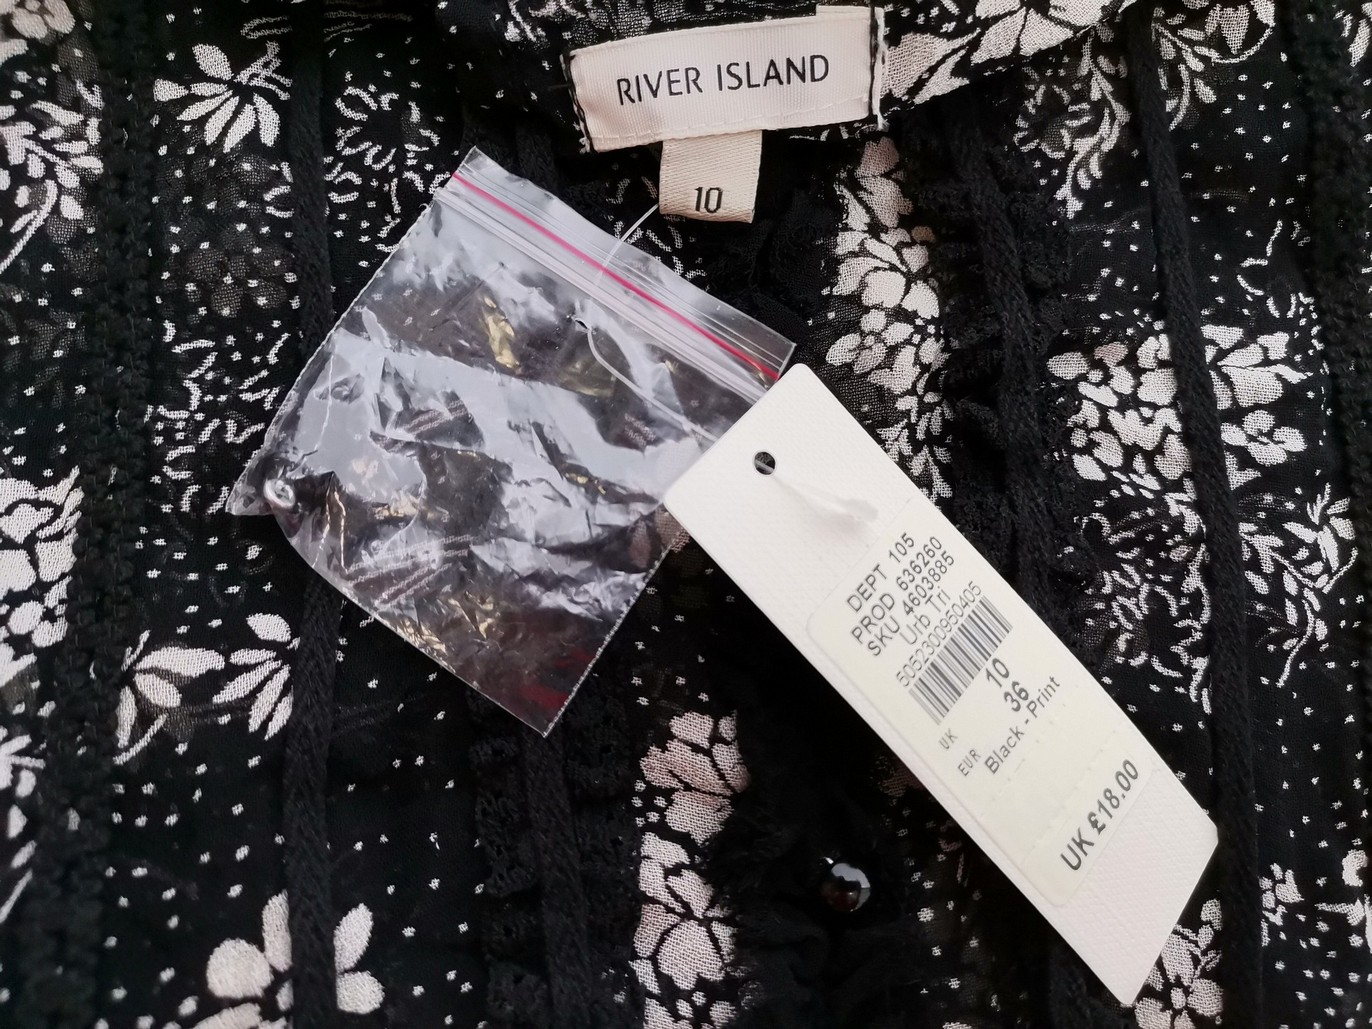 RIVER ISLAND
10
DEPT 105
PROD 636260
SKU 4603885
Urb Tri
5052300950405
UK 10
EUR 36
Black - Print
UK £18.00